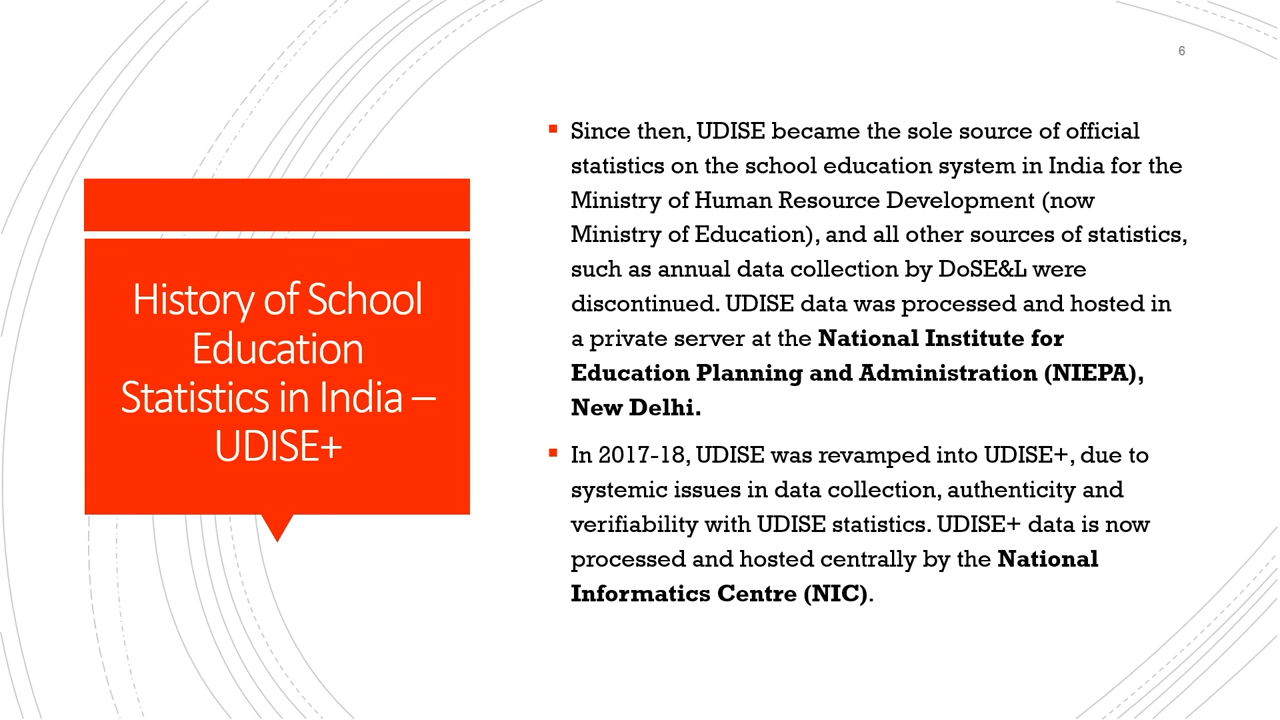 6
History of School
Education
Statistics in India –
UDISE+
▪ Since then, UDISE became the sole source of official
statistics on the school education system in India for the
Ministry of Human Resource Development (now
Ministry of Education), and all other sources of statistics,
such as annual data collection by DoSE&L were
discontinued. UDISE data was processed and hosted in
a private server at the National Institute for
Education Planning and Administration (NIEPA),
New Delhi.
▪ In 2017-18, UDISE was revamped into UDISE+, due to
systemic issues in data collection, authenticity and
verifiability with UDISE statistics. UDISE+ data is now
processed and hosted centrally by the National
Informatics Centre (NIC).